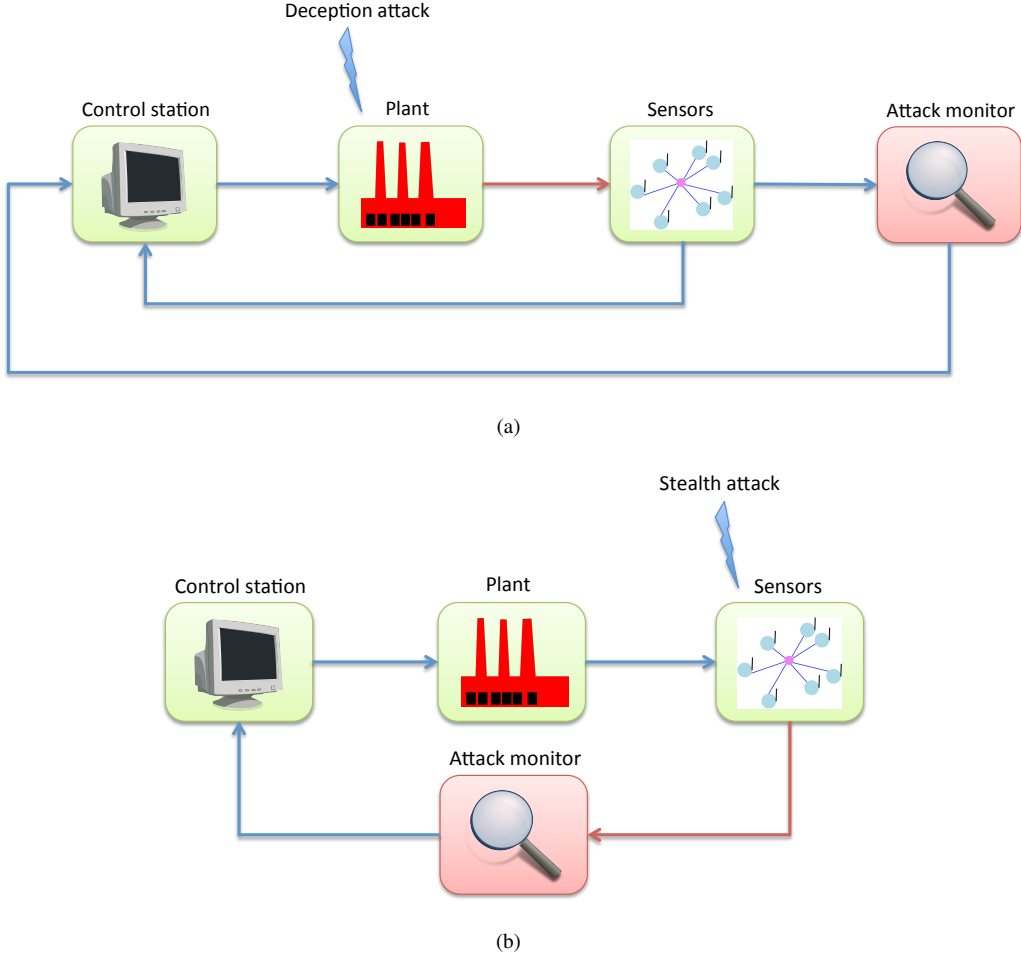 Deception attack
Control station
Plant
Sensors
Attack monitor
(a)
Stealth attack
Control station
Plant
Sensors
Attack monitor
(b)